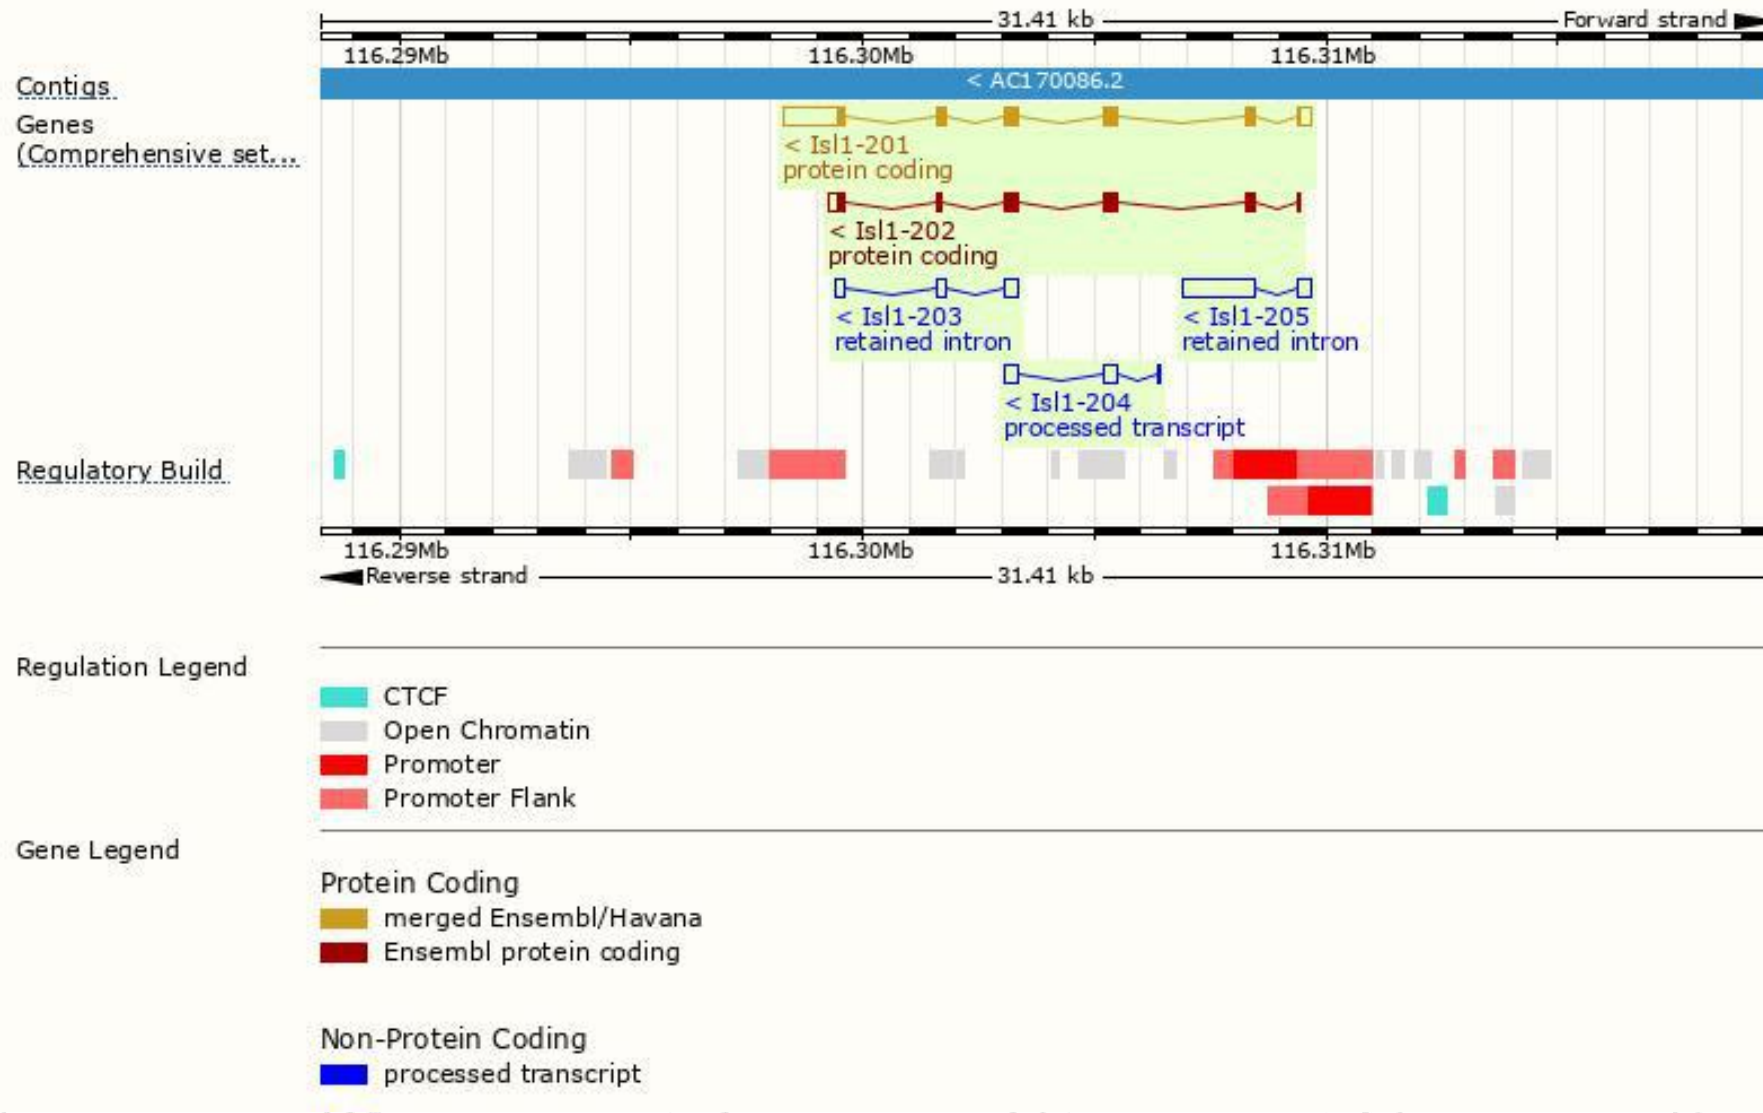 31.41 kb Forward strand
116.29Mb 116.30Mb 116.31Mb
Contigs < AC170086.2
Genes
(Comprehensive set...
< Isl1-201
protein coding
< Isl1-202
protein coding
< Isl1-203 < Isl1-205
retained intron retained intron
< Isl1-204
processed transcript
Regulatory Build
116.29Mb 116.30Mb 116.31Mb
Reverse strand 31.41 kb
Regulation Legend
CTCF
Open Chromatin
Promoter
Promoter Flank
Gene Legend
Protein Coding
merged Ensembl/Havana
Ensembl protein coding
Non-Protein Coding
processed transcript